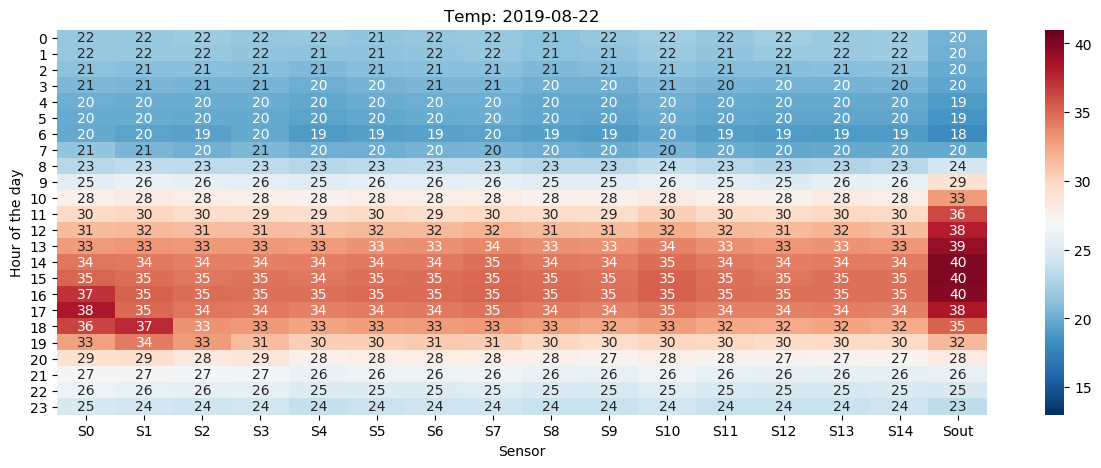 Temp: 2019-08-22
0 22 22 22 22 22 21 22 22 21 22 22 22 22 22 22 20
1 22 22 22 22 21 21 22 22 21 21 22 21 22 22 22 20
2 21 21 21 21 21 21 21 21 21 21 21 21 21 21 21 20
3 21 21 21 21 20 20 21 21 20 20 21 20 20 20 20 20
4 20 20 20 20 20 20 20 20 20 20 20 20 20 20 20 19
5 20 20 20 20 20 20 20 20 20 20 20 20 20 20 20 19
6 20 20 19 20 19 19 19 20 19 19 20 19 19 19 19 18
7 21 21 20 21 20 20 20 20 20 20 20 20 20 20 20 20
8 23 23 23 23 23 23 23 23 23 23 24 23 23 23 23 24
9 25 26 26 26 25 26 26 26 25 25 26 25 25 26 26 29
10 28 28 28 28 28 28 28 28 28 28 28 28 28 28 28 33
11 30 30 30 29 29 30 29 30 30 29 30 30 30 30 30 36
12 31 32 31 31 31 32 32 32 31 31 32 32 31 32 31 38
13 33 33 33 33 33 33 33 34 33 33 34 33 33 33 33 39
14 34 34 34 34 34 34 34 35 34 34 35 34 34 34 34 40
15 35 35 35 35 34 35 35 35 35 35 35 35 35 35 35 40
16 37 35 35 35 35 35 35 35 35 35 35 35 35 35 35 40
17 38 35 34 34 34 34 34 35 34 34 35 34 34 34 34 38
18 36 37 33 33 33 33 33 33 33 32 33 32 32 32 32 35
19 33 34 33 31 30 30 31 31 30 30 30 30 30 30 30 32
20 29 29 28 29 28 28 28 28 28 27 28 28 27 27 27 28
21 27 27 27 27 26 26 26 26 26 26 26 26 26 26 26 26
22 26 26 26 26 25 25 25 25 25 25 25 25 25 25 25 25
23 25 24 24 24 24 24 24 24 24 24 24 24 24 24 24 23
S0 S1 S2 S3 S4 S5 S6 S7 S8 S9 S10 S11 S12 S13 S14 Sout
Sensor
Hour of the day
40
35
30
25
20
15